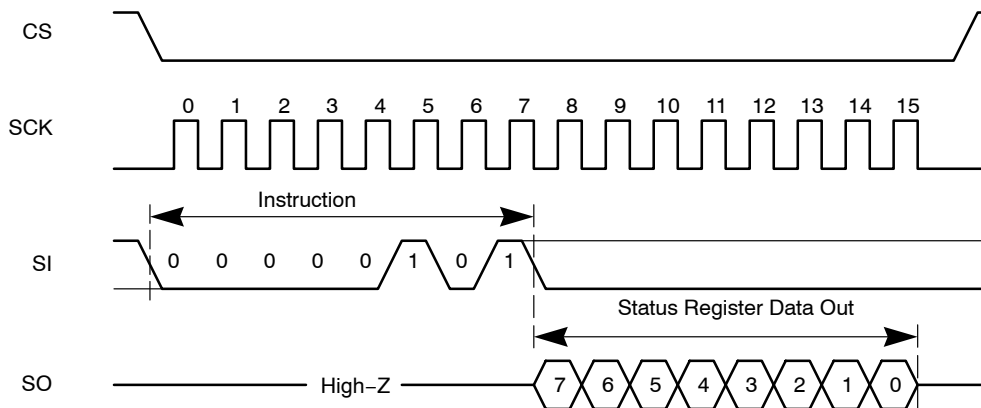 CS
0 1 2 3 4 5 6 7 8 9 10 11 12 13 14 15
SCK
Instruction
SI
0 0 0 0 0 1 0 1
Status Register Data Out
SO
High−Z
7 6 5 4 3 2 1 0